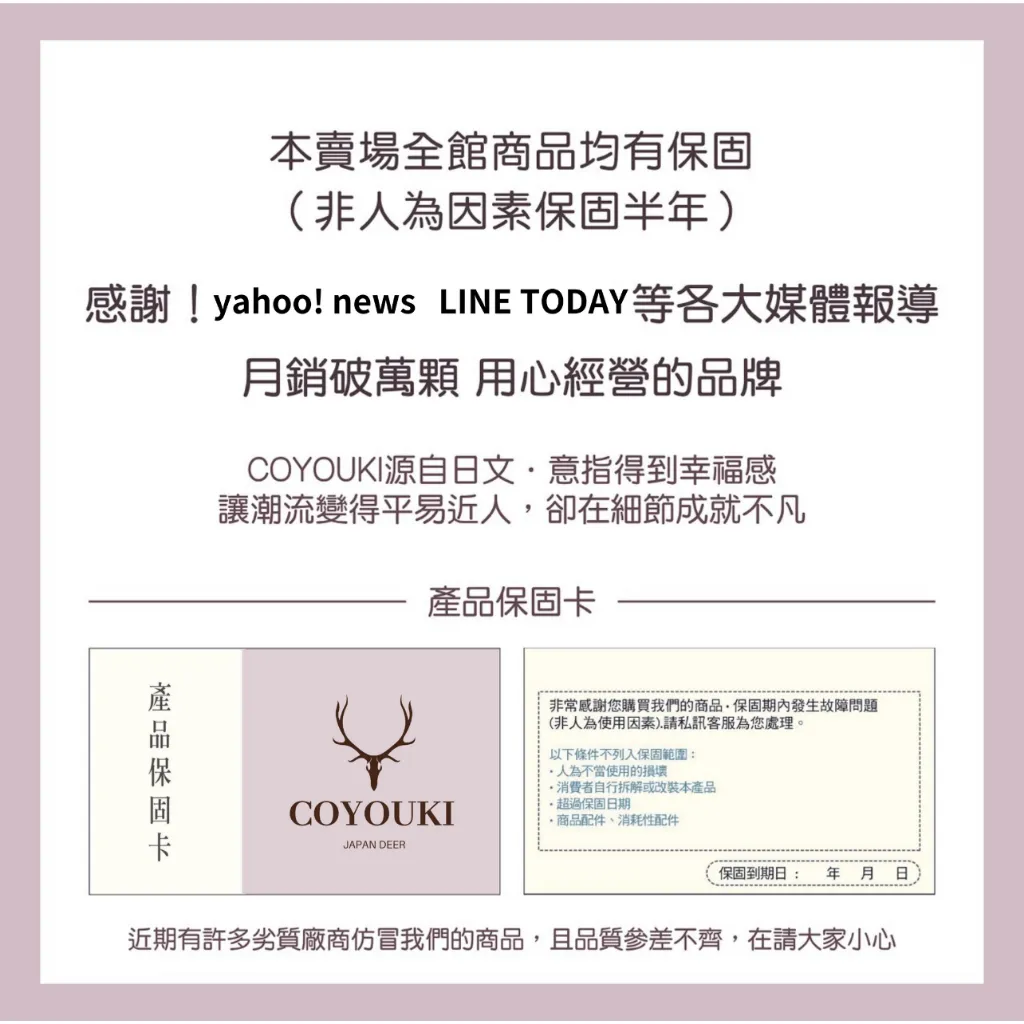 本賣場全館商品均有保固
（非人為因素保固半年）
感謝！yahoo! news LINE TODAY等各大媒體報導
月銷破萬顆 用心經營的品牌
COYOUKI源自日文·意指得到幸福感
讓潮流變得平易近人，卻在細節成就不凡
產品保固卡
產品保固卡
COYOUKI
JAPAN DEER
非常感謝您購買我們的商品·保固期內發生故障問題
(非人為使用因素).請私訊客服為您處理。
以下條件不列入保固範圍：
·人為不當使用的損壞
·消費者自行拆解或改裝本產品
·超過保固日期
·商品配件、消耗性配件
保固到期日： 年 月 日
近期有許多劣質廠商仿冒我們的商品，且品質參差不齊，在請大家小心